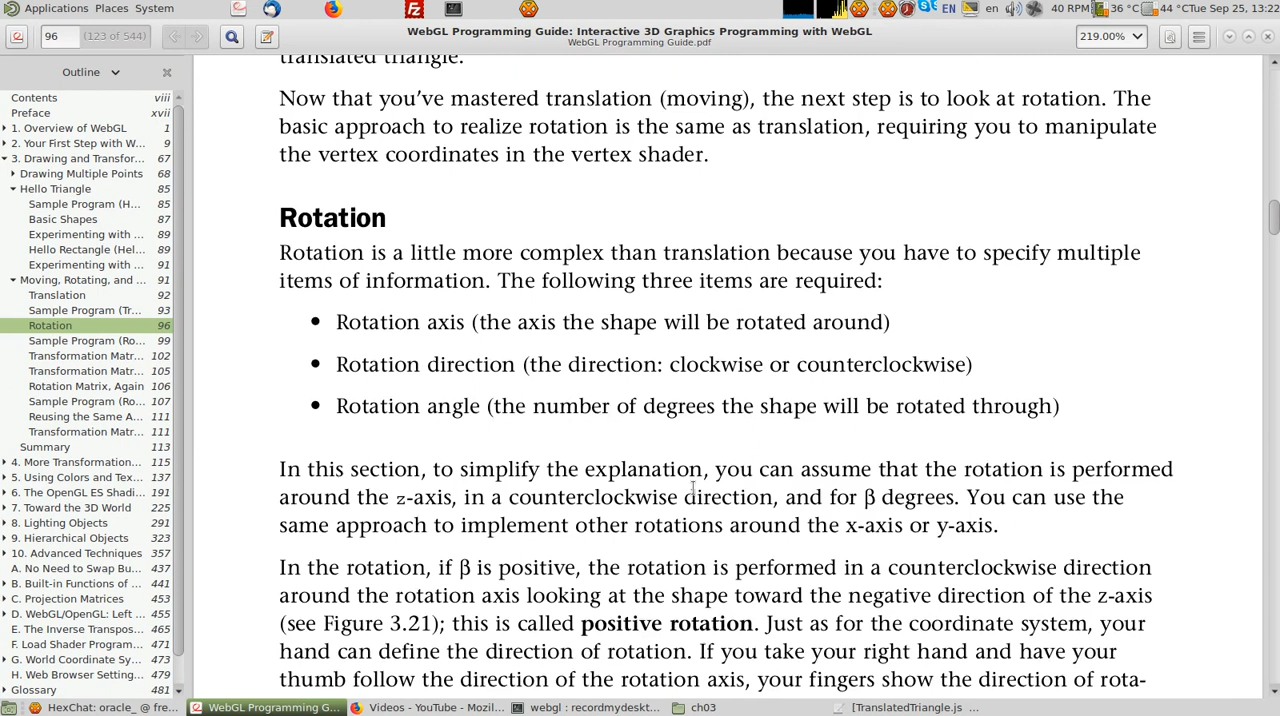 Applications Places System
EN en 40 RPM 36 °C 44 °C Tue Sep 25, 13:22
96 (123 of 544)
WebGL Programming Guide: Interactive 3D Graphics Programming with WebGL
WebGL Programming Guide.pdf
219.00%
Outline
Contents viii
Preface xvii
1. Overview of WebGL 1
2. Your First Step with W... 9
3. Drawing and Transfor... 67
Drawing Multiple Points 68
Hello Triangle 85
Sample Program (H... 85
Basic Shapes 87
Experimenting with ... 89
Hello Rectangle (Hel... 89
Experimenting with ... 91
Moving, Rotating, and ... 91
Translation 92
Sample Program (Tr... 93
Rotation 96
Sample Program (Ro... 99
Transformation Matr... 102
Transformation Matr... 105
Rotation Matrix, Again 106
Sample Program (Ro... 107
Reusing the Same A... 111
Transformation Matr... 111
Summary 113
4. More Transformation... 115
5. Using Colors and Tex... 137
6. The OpenGL ES Shadi... 181
7. Toward the 3D World 225
8. Lighting Objects 291
9. Hierarchical Objects 323
10. Advanced Techniques 357
A. No Need to Swap Bu... 437
B. Built-in Functions of ... 441
C. Projection Matrices 453
D. WebGL/OpenGL: Left ... 455
E. The Inverse Transpos... 465
F. Load Shader Program... 471
G. World Coordinate Sy... 473
H. Web Browser Setting... 479
Glossary 481
translated triangle.
Now that you've mastered translation (moving), the next step is to look at rotation. The
basic approach to realize rotation is the same as translation, requiring you to manipulate
the vertex coordinates in the vertex shader.
Rotation
Rotation is a little more complex than translation because you have to specify multiple
items of information. The following three items are required:
• Rotation axis (the axis the shape will be rotated around)
• Rotation direction (the direction: clockwise or counterclockwise)
• Rotation angle (the number of degrees the shape will be rotated through)
In this section, to simplify the explanation, you can assume that the rotation is performed
around the z-axis, in a counterclockwise direction, and for β degrees. You can use the
same approach to implement other rotations around the x-axis or y-axis.
In the rotation, if β is positive, the rotation is performed in a counterclockwise direction
around the rotation axis looking at the shape toward the negative direction of the z-axis
(see Figure 3.21); this is called positive rotation. Just as for the coordinate system, your
hand can define the direction of rotation. If you take your right hand and have your
thumb follow the direction of the rotation axis, your fingers show the direction of rota-
HexChat: oracle_ @ fre... WebGL Programming G... Videos - YouTube - Mozil... webgl : recordmydeskt... ch03 [TranslatedTriangle.js ...